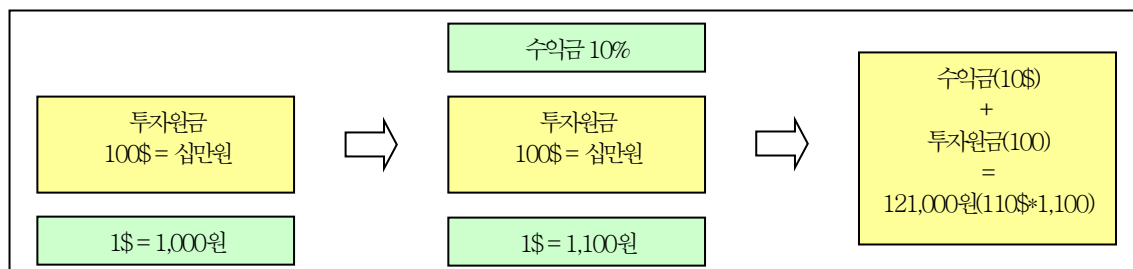 투자원금
100$ = 십만원
1$ = 1,000원
수익금 10%
투자원금
100$ = 십만원
1$ = 1,100원
수익금(10$)
+
투자원금(100)
=
121,000원(110$*1,100)